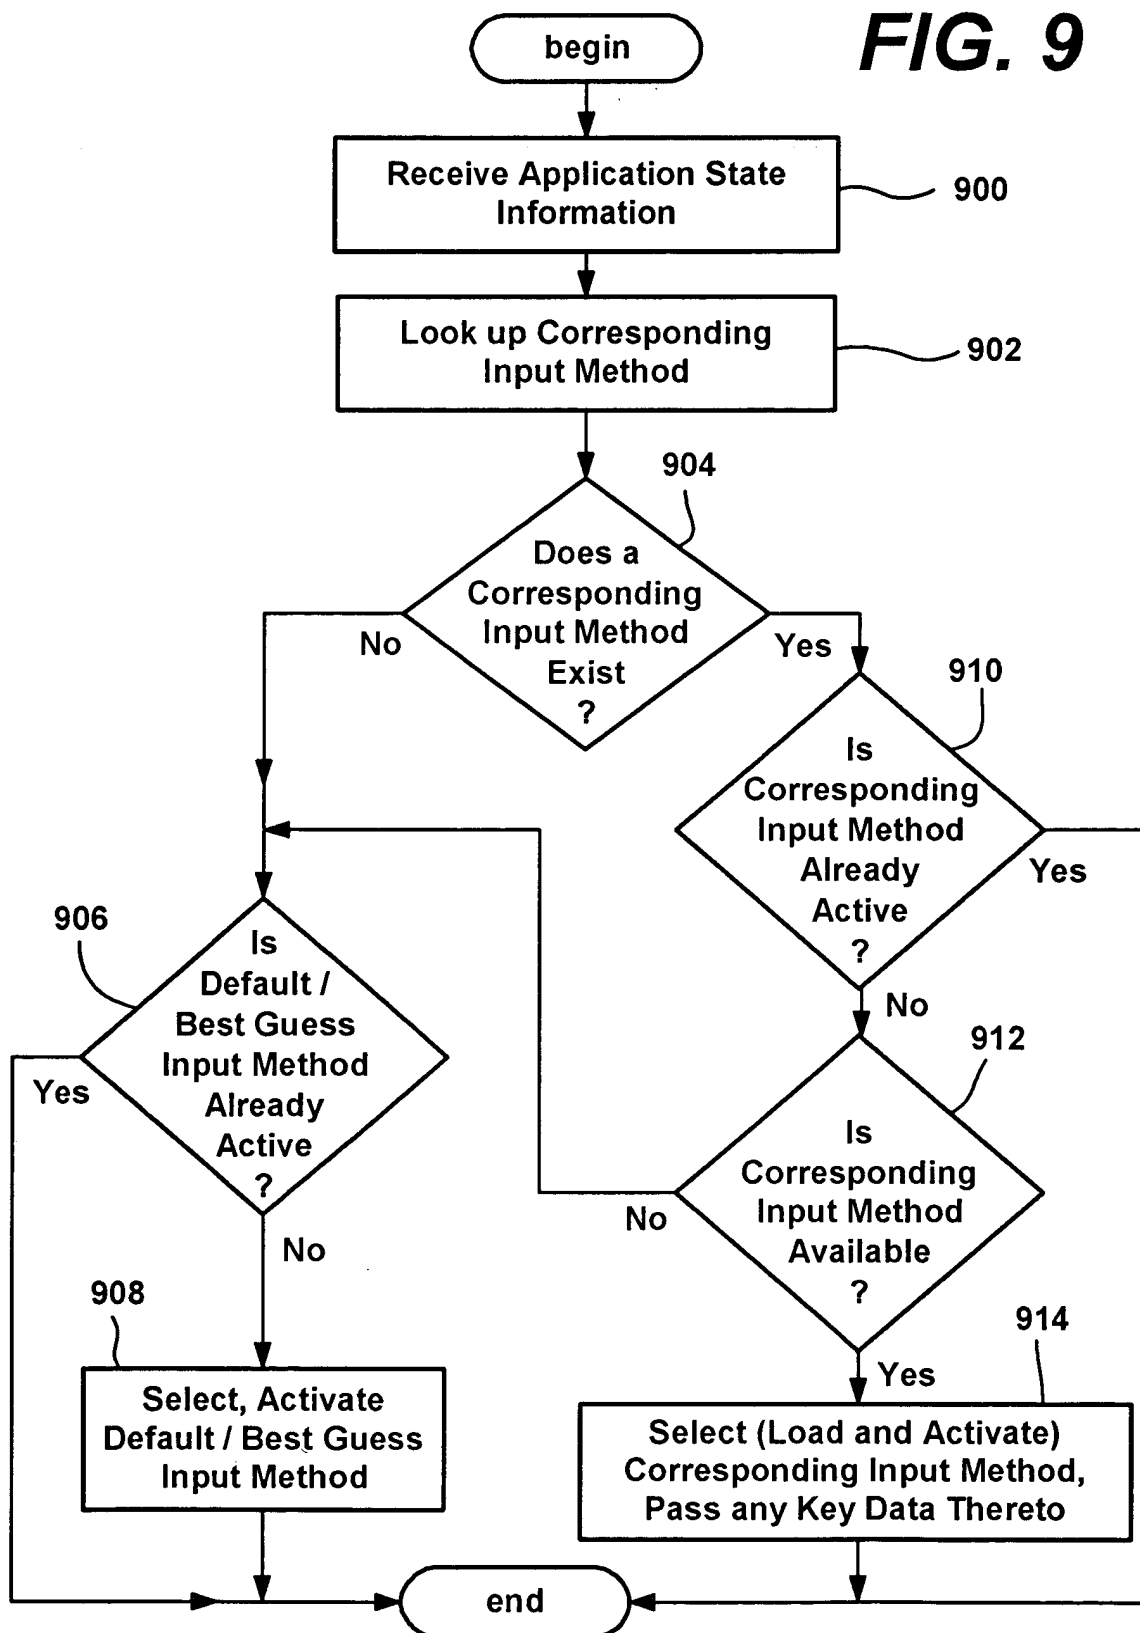 FIG. 9
begin
Receive Application State
Information
900
Look up Corresponding
Input Method
902
904
Does a
Corresponding
Input Method
Exist
?
No
Yes
910
Is
Corresponding
Input Method
Already
Active
?
Yes
No
906
Is
Default /
Best Guess
Input Method
Already
Active
?
Yes
No
912
Is
Corresponding
Input Method
Available
?
No
Yes
908
Select, Activate
Default / Best Guess
Input Method
914
Select (Load and Activate)
Corresponding Input Method,
Pass any Key Data Thereto
end